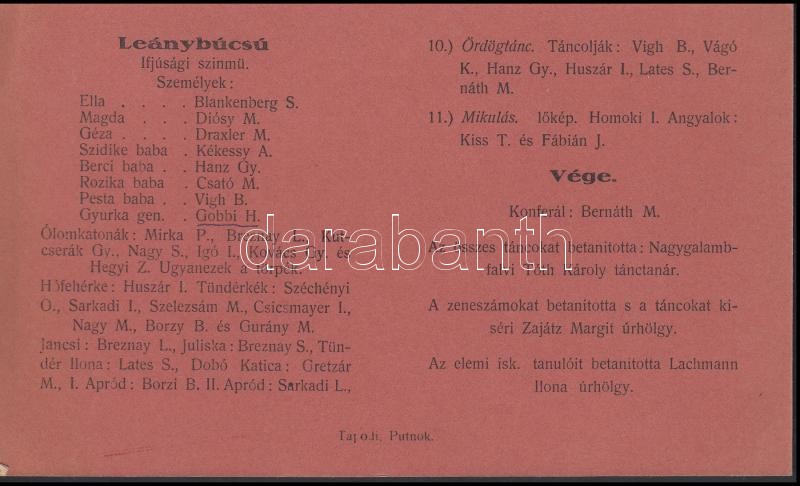 Leánybúcsú
Ifjúsági szinmü.
Személyek:
Ella . . . . Blankenberg S.
Magda . . . Diósy M.
Géza . . . . Draxler M.
Szidike baba . Kékessy A.
Berci baba . . Hanz Gy.
Rozika baba . Csató M.
Pesta baba . . Vigh B.
Gyurka gen. . Gobbi H.
Ólomkatonák: Mirka P., Breznay L., Kut-
cserák Gy., Nagy S., Igó I., Kovács Gy. és
Hegyi Z. Ugyanezek a törpék.
Hófehérke: Huszár I. Tündérkék: Széchényi
O., Sarkadi I., Szelezsám M., Csicsmayer I.,
Nagy M., Borzy B. és Gurány M.
Jancsi: Breznay L., Juliska: Breznay S., Tün-
dér Ilona: Lates S., Dobó Katica: Gretzár
M., I. Apród: Borzi B. II. Apród: Sarkadi L.,
10.) Ördögtánc. Táncolják: Vigh B., Vágó
K., Hanz Gy., Huszár I., Lates S., Ber-
náth M.
11.) Mikulás. lőkép. Homoki I. Angyalok:
Kiss T. és Fábián J.
Vége.
Konferál: Bernáth M.
Az összes táncokat betanitotta: Nagygalamb-
falvi Tóth Károly tánctanár.
A zeneszámokat betanitotta s a táncokat ki-
séri Zajátz Margit úrhölgy.
Az elemi isk. tanulóit betanitotta Lachmann
Ilona úrhölgy.
Putnok.
darabanth